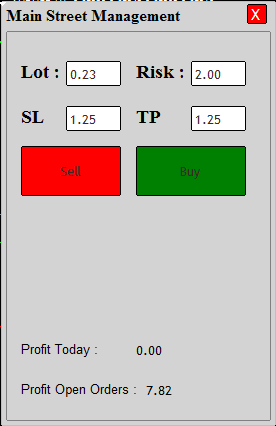 Main Street Management X
Lot : 0.23 Risk : 2.00
SL 1.25 TP 1.25
Sell Buy
Profit Today : 0.00
Profit Open Orders : 7.82